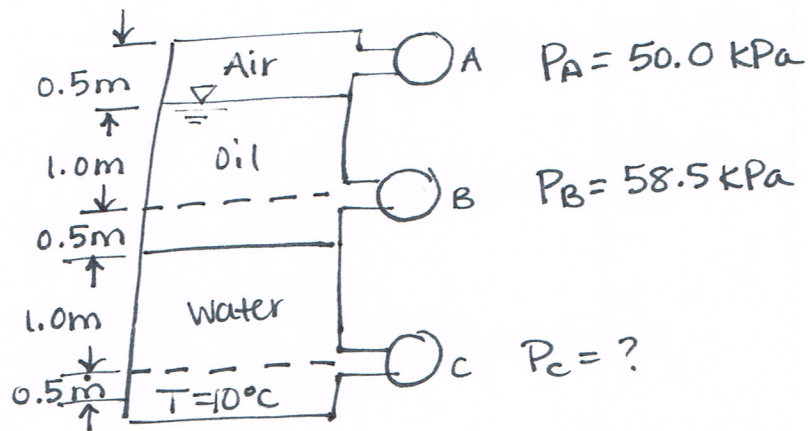 0.5m
Air
A
PA = 50.0 kPa
1.0m
Oil
B
PB = 58.5 kPa
0.5m
Water
1.0m
C
Pc = ?
0.5m
T=10°C